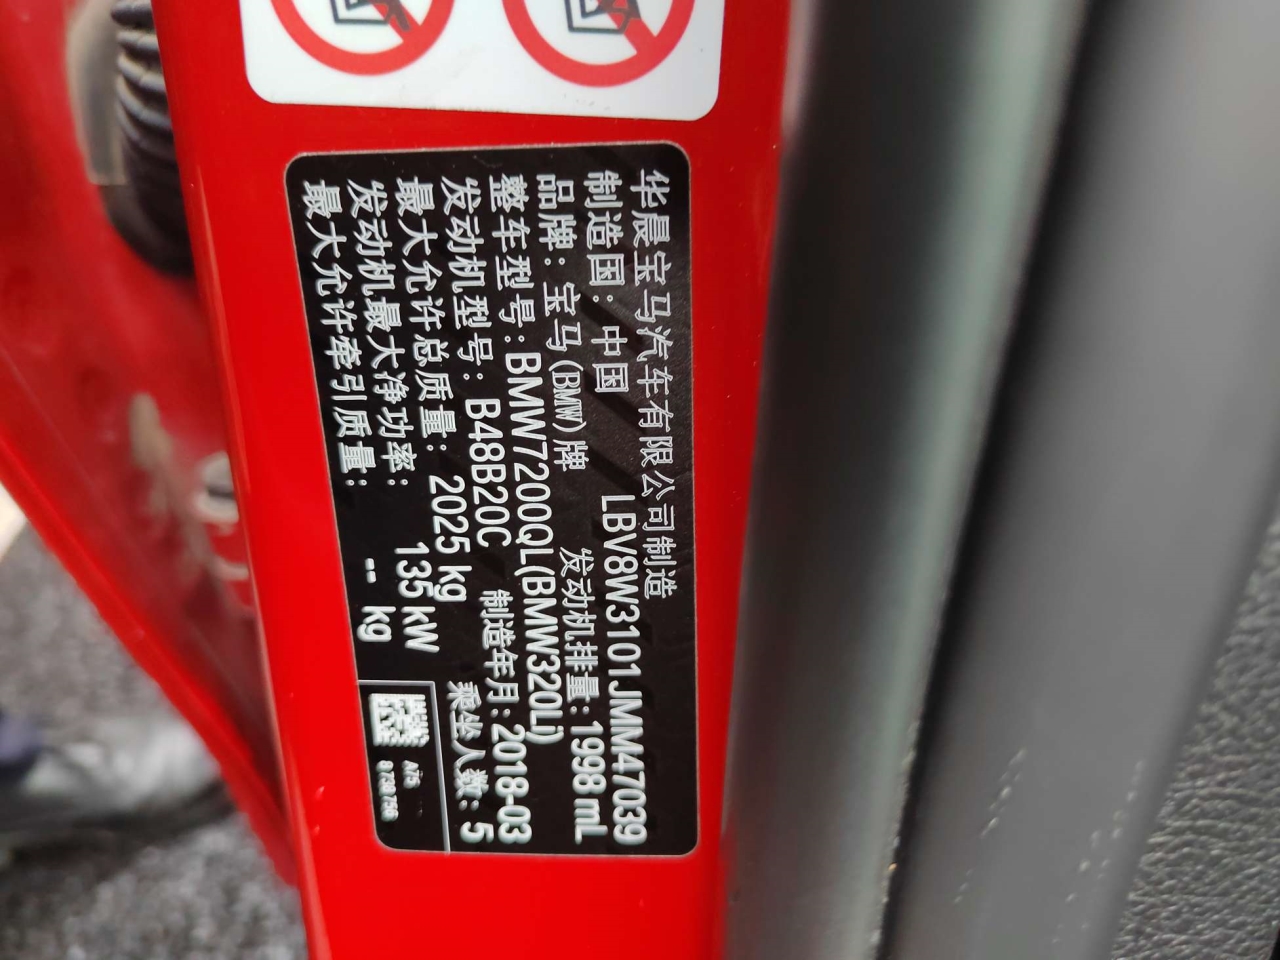 华晨宝马汽车有限公司制造
制造国：中国 LBV8W3101JMM47039
品牌：宝马(BMW)牌 发动机排量：1998 mL
整车型号：BMW7200QL(BMW320Li)
发动机型号：B48B20C 制造年月：2018-03
最大允许总质量： 2025 kg 乘坐人数：5
发动机最大净功率： 135 kW
最大允许牵引质量： -- kg
A75